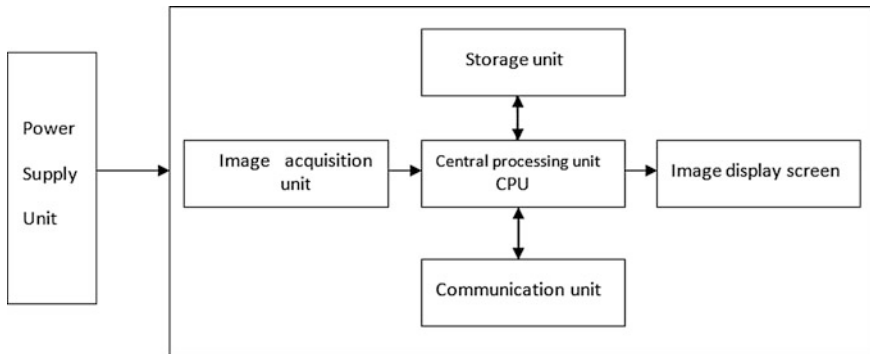 Power
Supply
Unit
Storage unit
Image acquisition
unit
Central processing unit
CPU
Image display screen
Communication unit